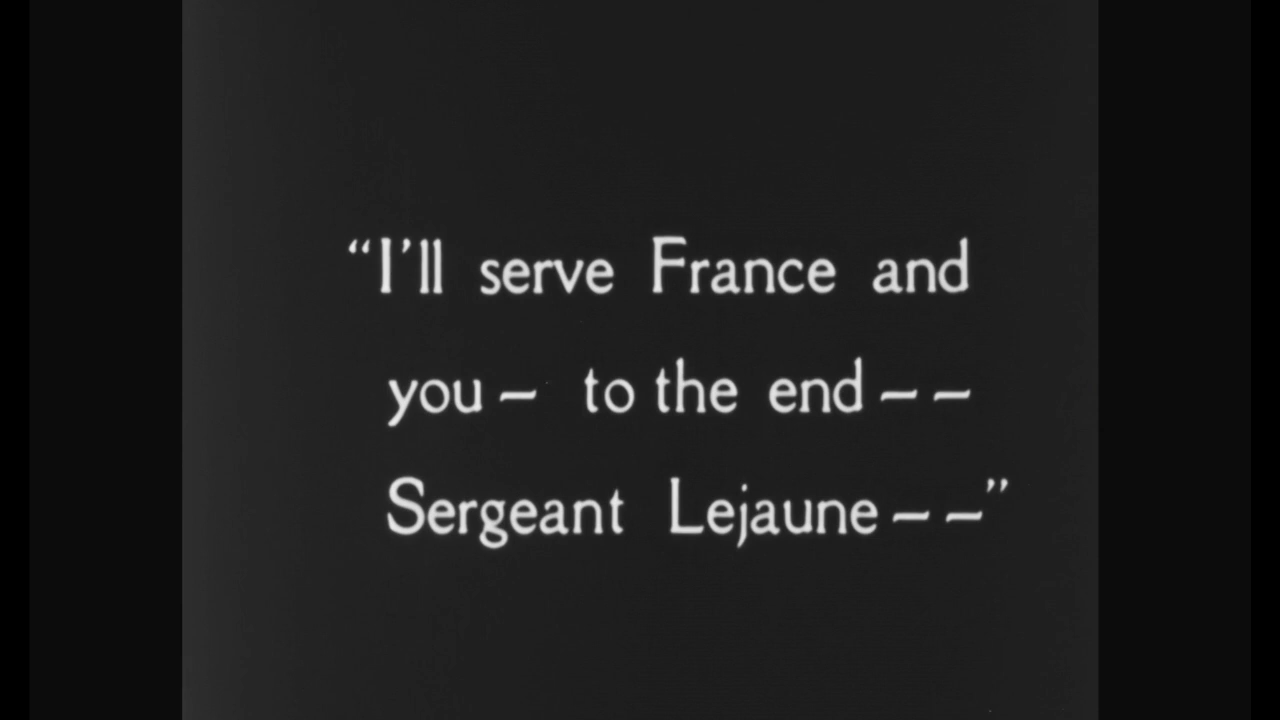 “I’ll serve France and
you – to the end – –
Sergeant Lejaune – –”